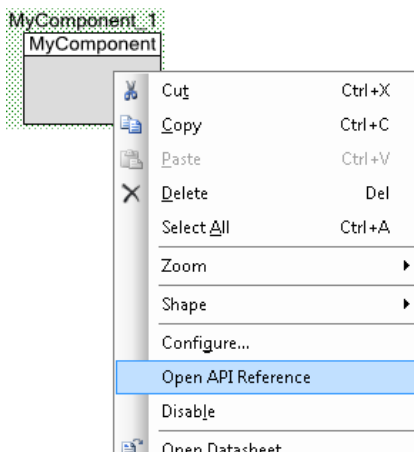 MyComponent_1
MyComponent
Cut Ctrl+X
Copy Ctrl+C
Paste Ctrl+V
Delete Del
Select All Ctrl+A
Zoom
Shape
Configure...
Open API Reference
Disable
Open Datasheet